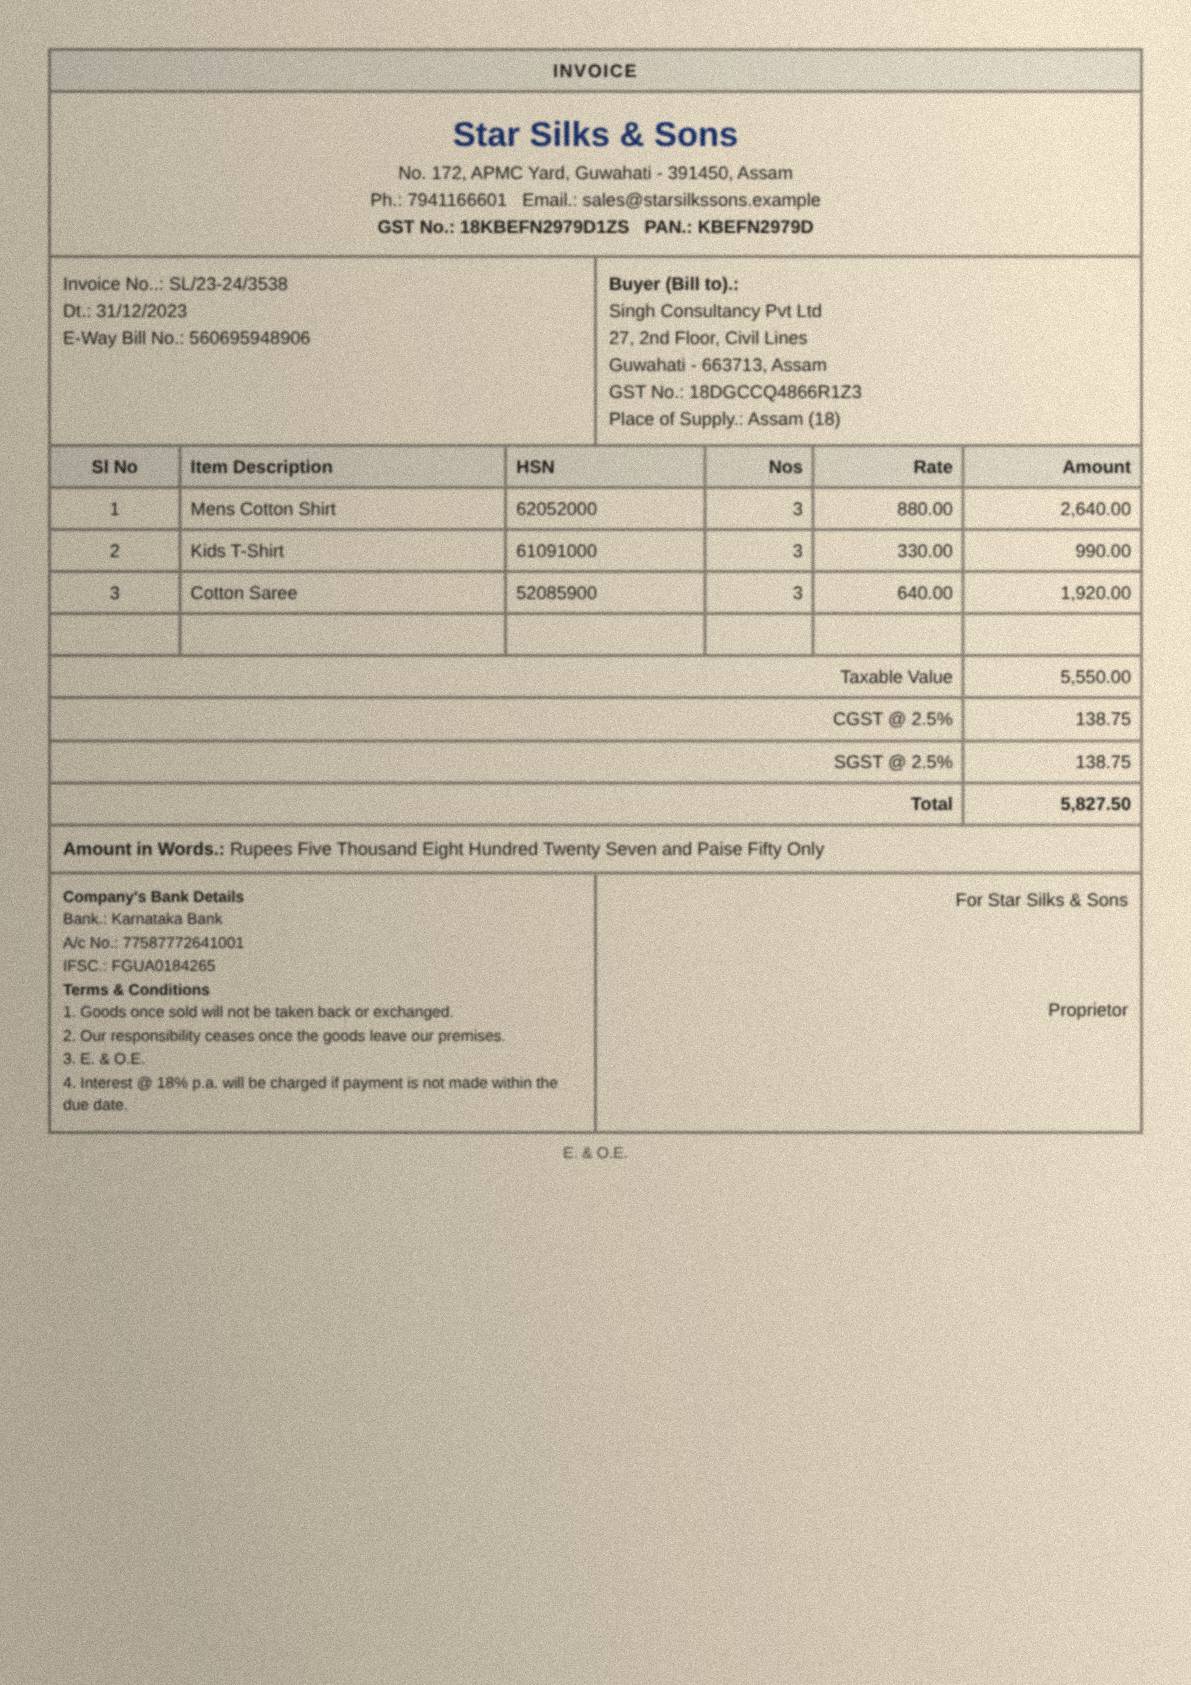 INVOICE
Star Silks & Sons
No. 172, APMC Yard, Guwahati - 391450, Assam
Ph.: 7941166601 Email.: sales@starsilkssons.example
GST No.: 18KBEFN2979D1ZS PAN.: KBEFN2979D
Invoice No..: SL/23-24/3538
Dt.: 31/12/2023
E-Way Bill No.: 560695948906
Buyer (Bill to).:
Singh Consultancy Pvt Ltd
27, 2nd Floor, Civil Lines
Guwahati - 663713, Assam
GST No.: 18DGCCQ4866R1Z3
Place of Supply.: Assam (18)
Sl No Item Description HSN Nos Rate Amount
1 Mens Cotton Shirt 62052000 3 880.00 2,640.00
2 Kids T-Shirt 61091000 3 330.00 990.00
3 Cotton Saree 52085900 3 640.00 1,920.00
Taxable Value 5,550.00
CGST @ 2.5% 138.75
SGST @ 2.5% 138.75
Total 5,827.50
Amount in Words.: Rupees Five Thousand Eight Hundred Twenty Seven and Paise Fifty Only
Company's Bank Details
Bank.: Karnataka Bank
A/c No.: 77587772641001
IFSC.: FGUA0184265
Terms & Conditions
1. Goods once sold will not be taken back or exchanged.
2. Our responsibility ceases once the goods leave our premises.
3. E. & O.E.
4. Interest @ 18% p.a. will be charged if payment is not made within the
due date.
For Star Silks & Sons
Proprietor
E. & O.E.